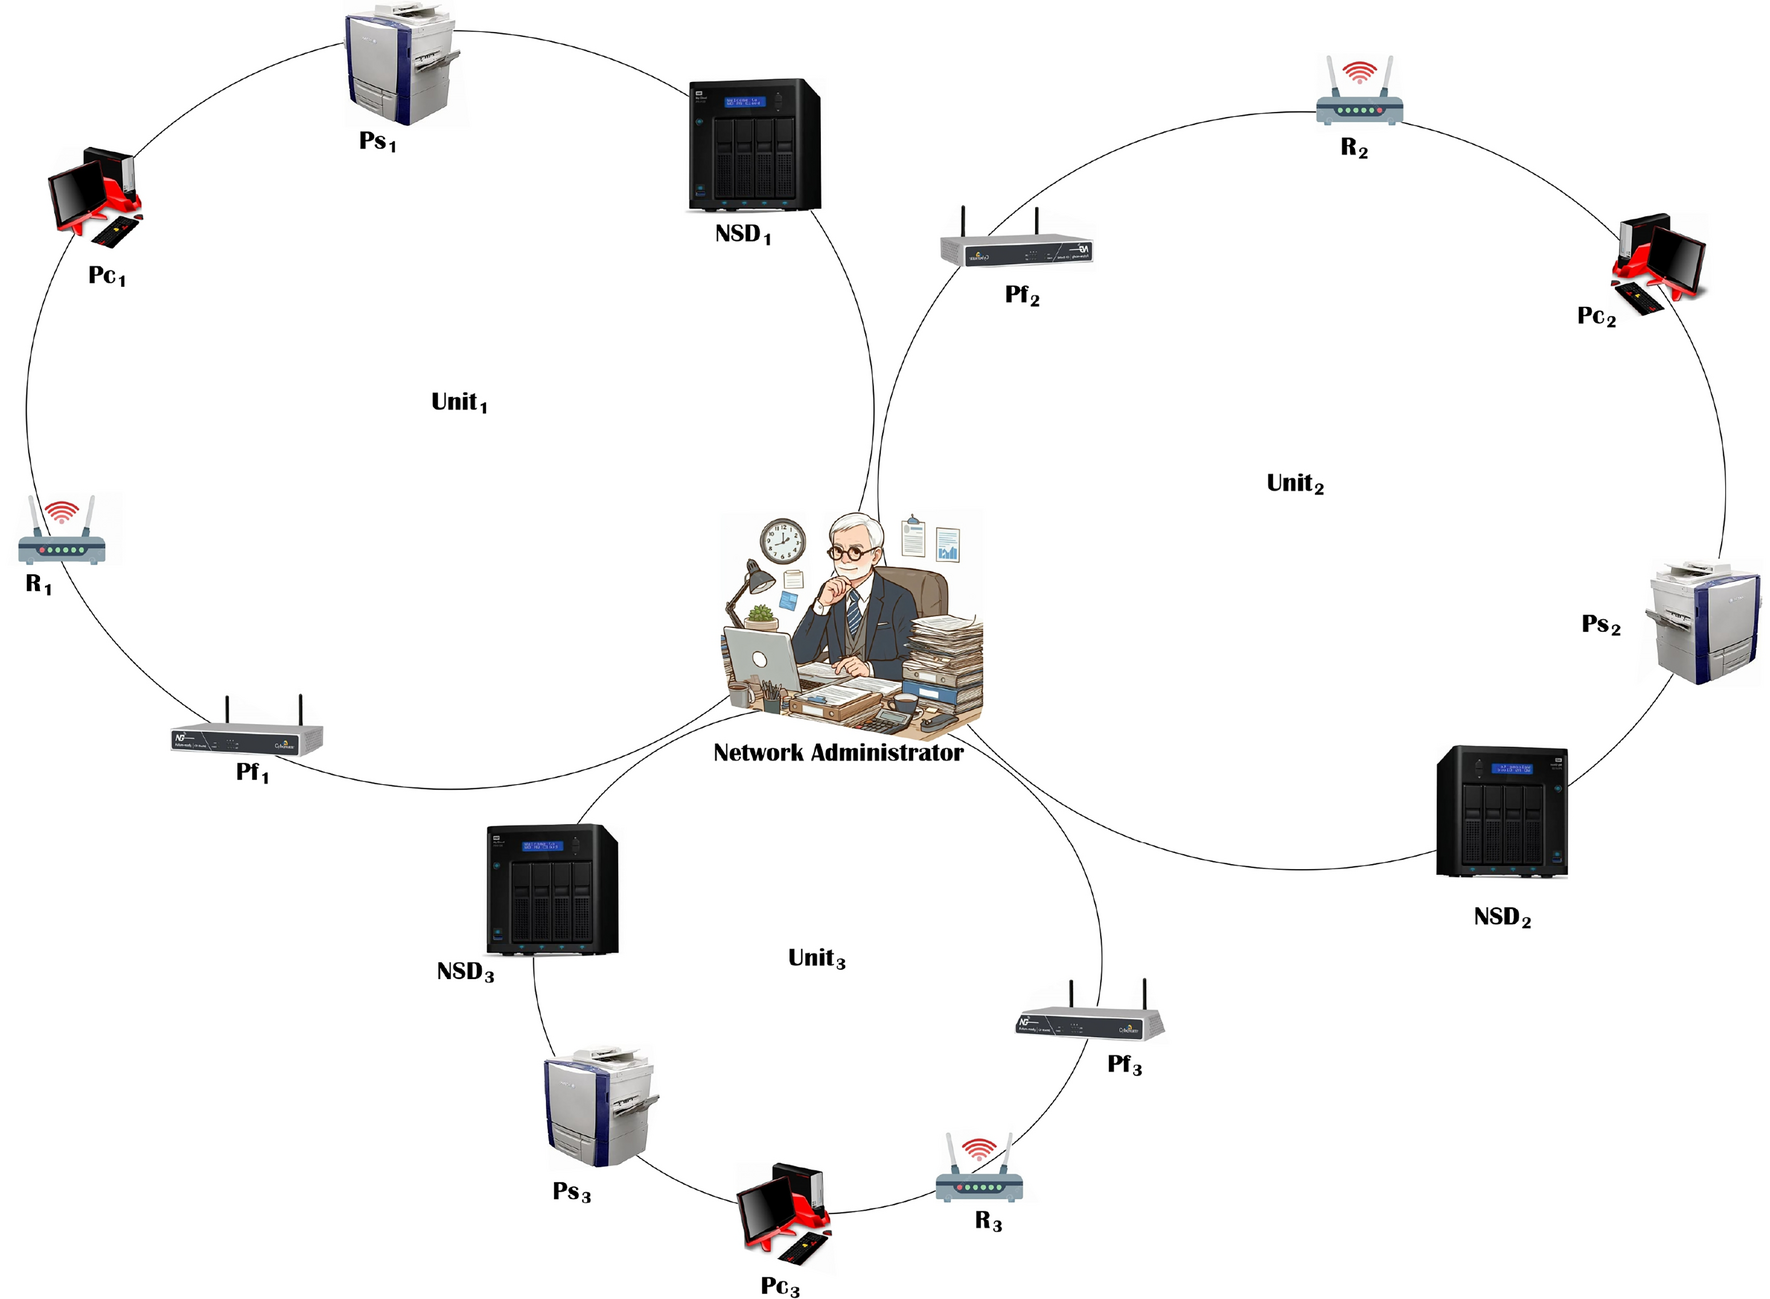 Ps₁
R₂
NSD₁
Pc₁
Pf₂
Pc₂
Unit₁
Unit₂
R₁
Ps₂
Network Administrator
Pf₁
NSD₂
Unit₃
NSD₃
Pf₃
Ps₃
R₃
Pc₃